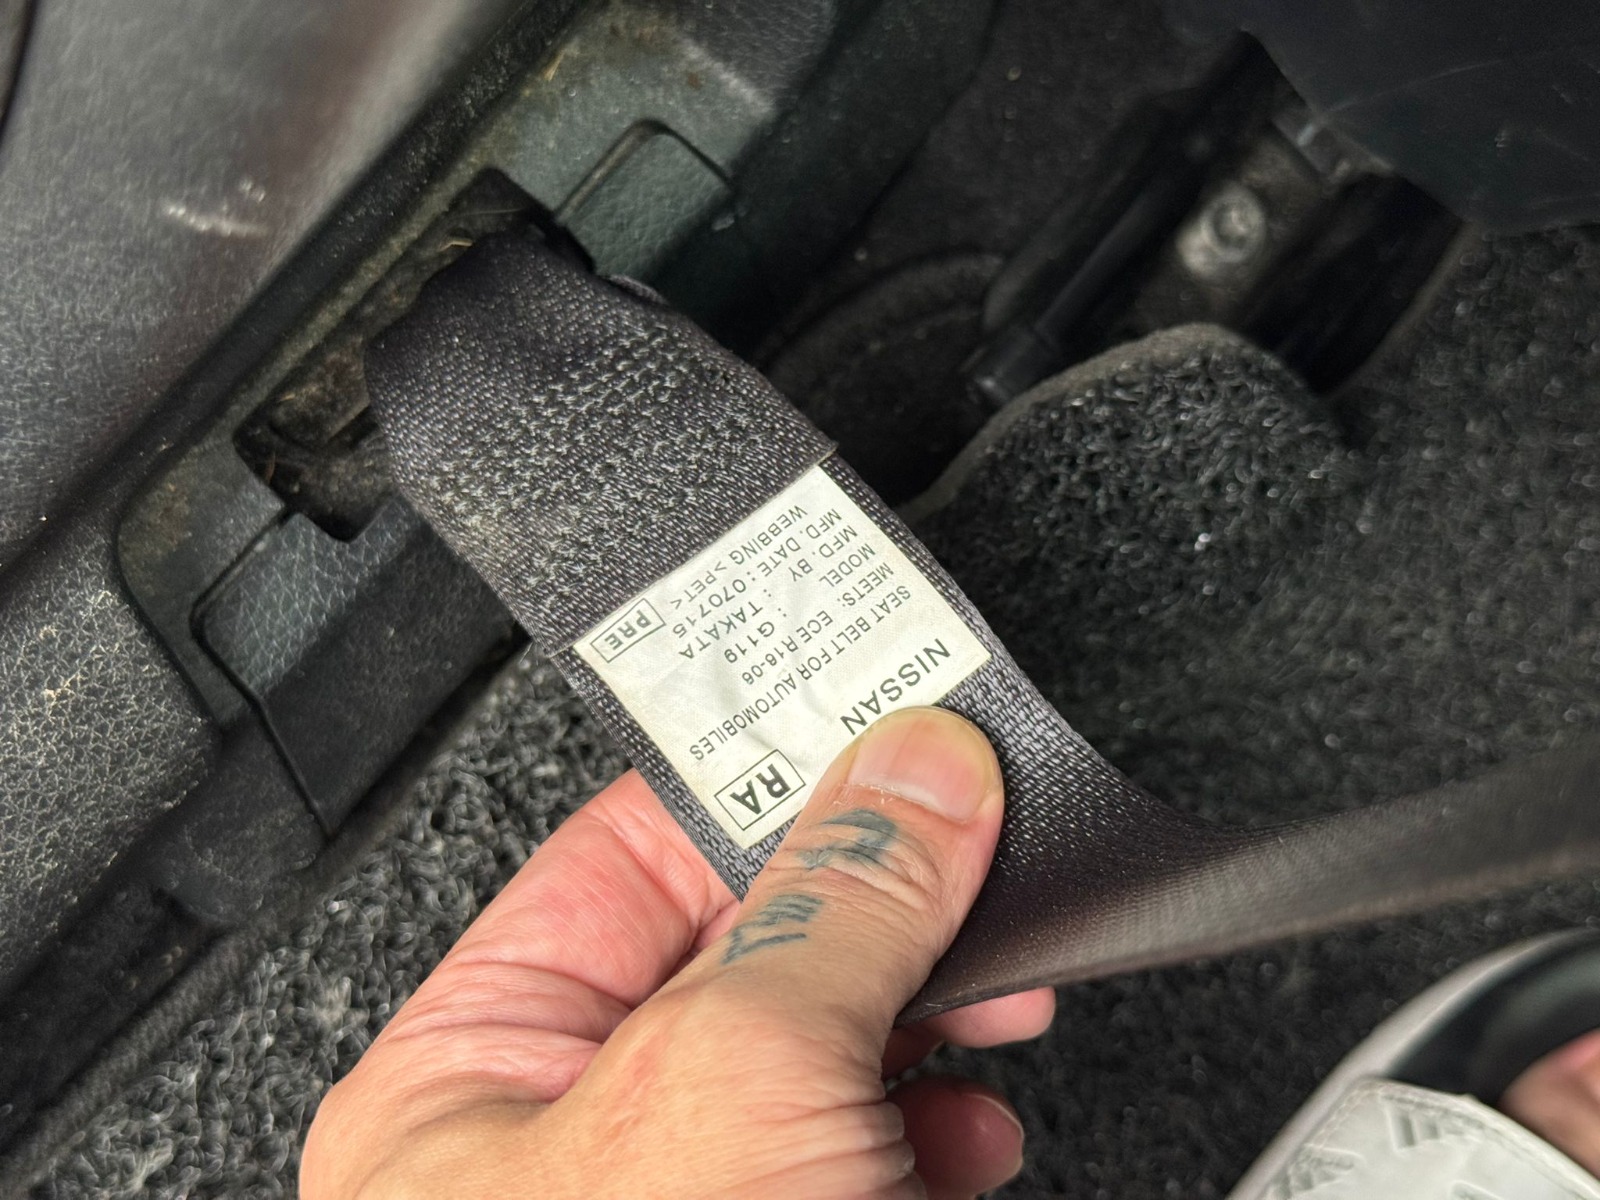 NISSAN RA
SEAT BELT FOR AUTOMOBILES
MEETS: ECE R16-06
MODEL : G119
MFD. BY : TAKATA
MFD. DATE : 070715
WEBBING >PET< PRE